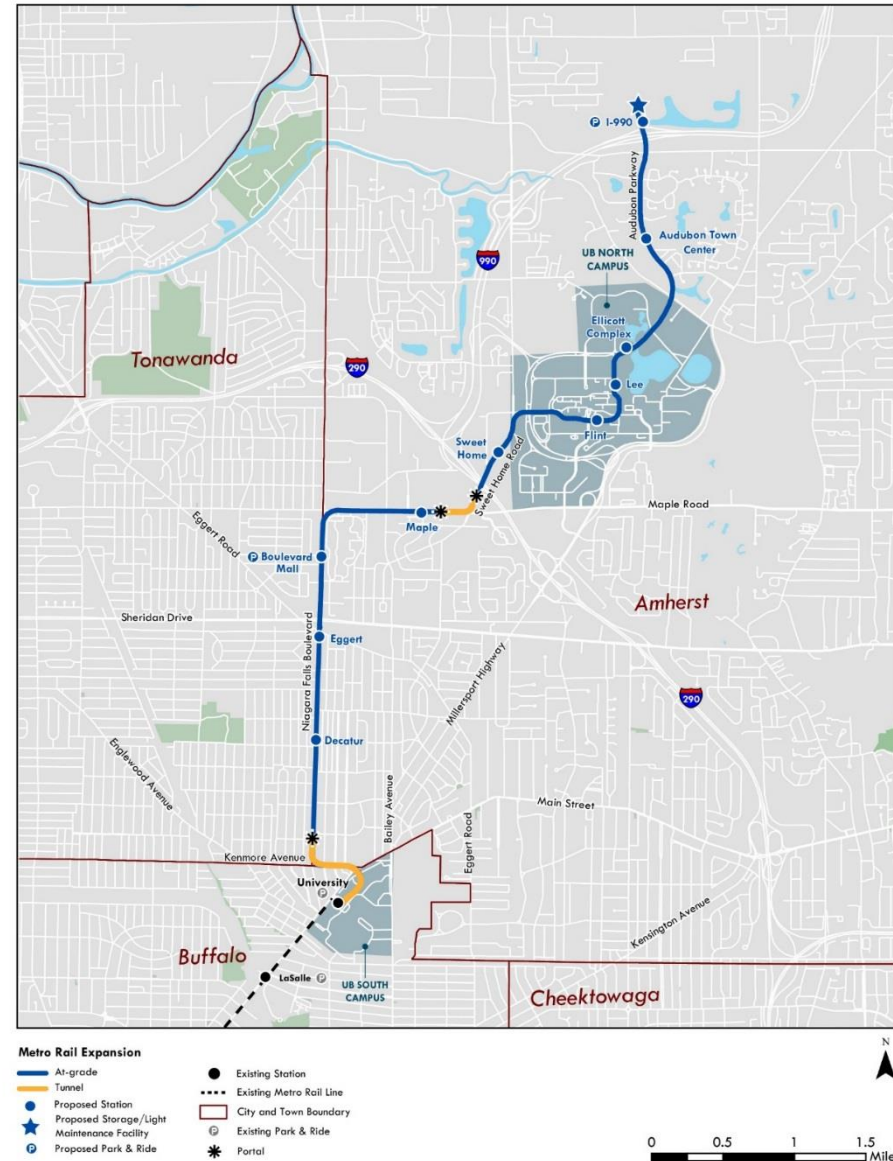 I-990
Audubon Parkway
Audubon Town
Center
UB NORTH
CAMPUS
990
Ellicott
Complex
Tonawanda
290
Lee
Flint
Sweet
Home
Sweet Home Road
Maple Road
Maple
Eggert Road
Boulevard
Mall
Amherst
Sheridan Drive
Eggert
Niagara Falls Boulevard
Millersport Highway
290
Decatur
Englewood Avenue
Bailey Avenue
Main Street
Kenmore Avenue
Eggert Road
University
P
Kensington Avenue
Buffalo
LaSalle P
UB SOUTH
CAMPUS
Cheektowaga
Metro Rail Expansion
At-grade
Tunnel
Proposed Station
Proposed Storage/Light
Maintenance Facility
P Proposed Park & Ride
Existing Station
Existing Metro Rail Line
City and Town Boundary
P Existing Park & Ride
Portal
N
0 0.5 1 1.5
Mile